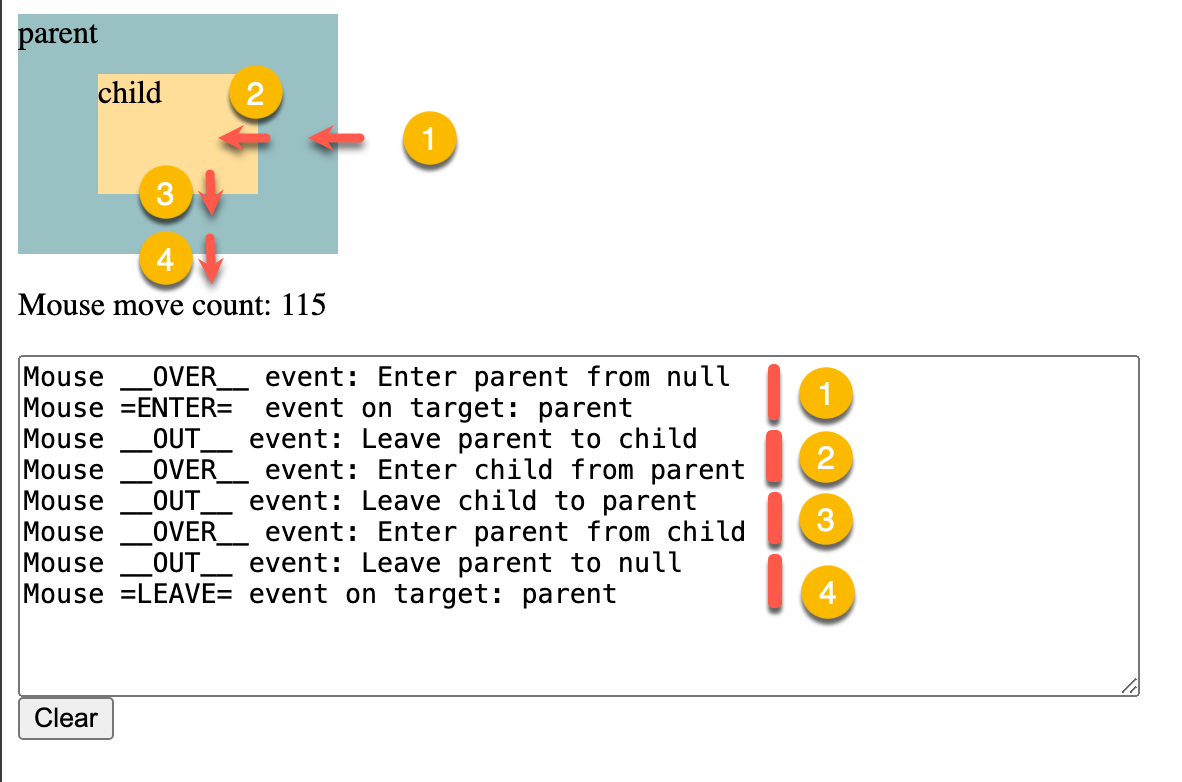 parent
child
2
1
3
4
Mouse move count: 115
Mouse __OVER__ event: Enter parent from null
Mouse =ENTER=  event on target: parent
1
Mouse __OUT__ event: Leave parent to child
Mouse __OVER__ event: Enter child from parent
2
Mouse __OUT__ event: Leave child to parent
Mouse __OVER__ event: Enter parent from child
3
Mouse __OUT__ event: Leave parent to null
Mouse =LEAVE= event on target: parent
4
Clear